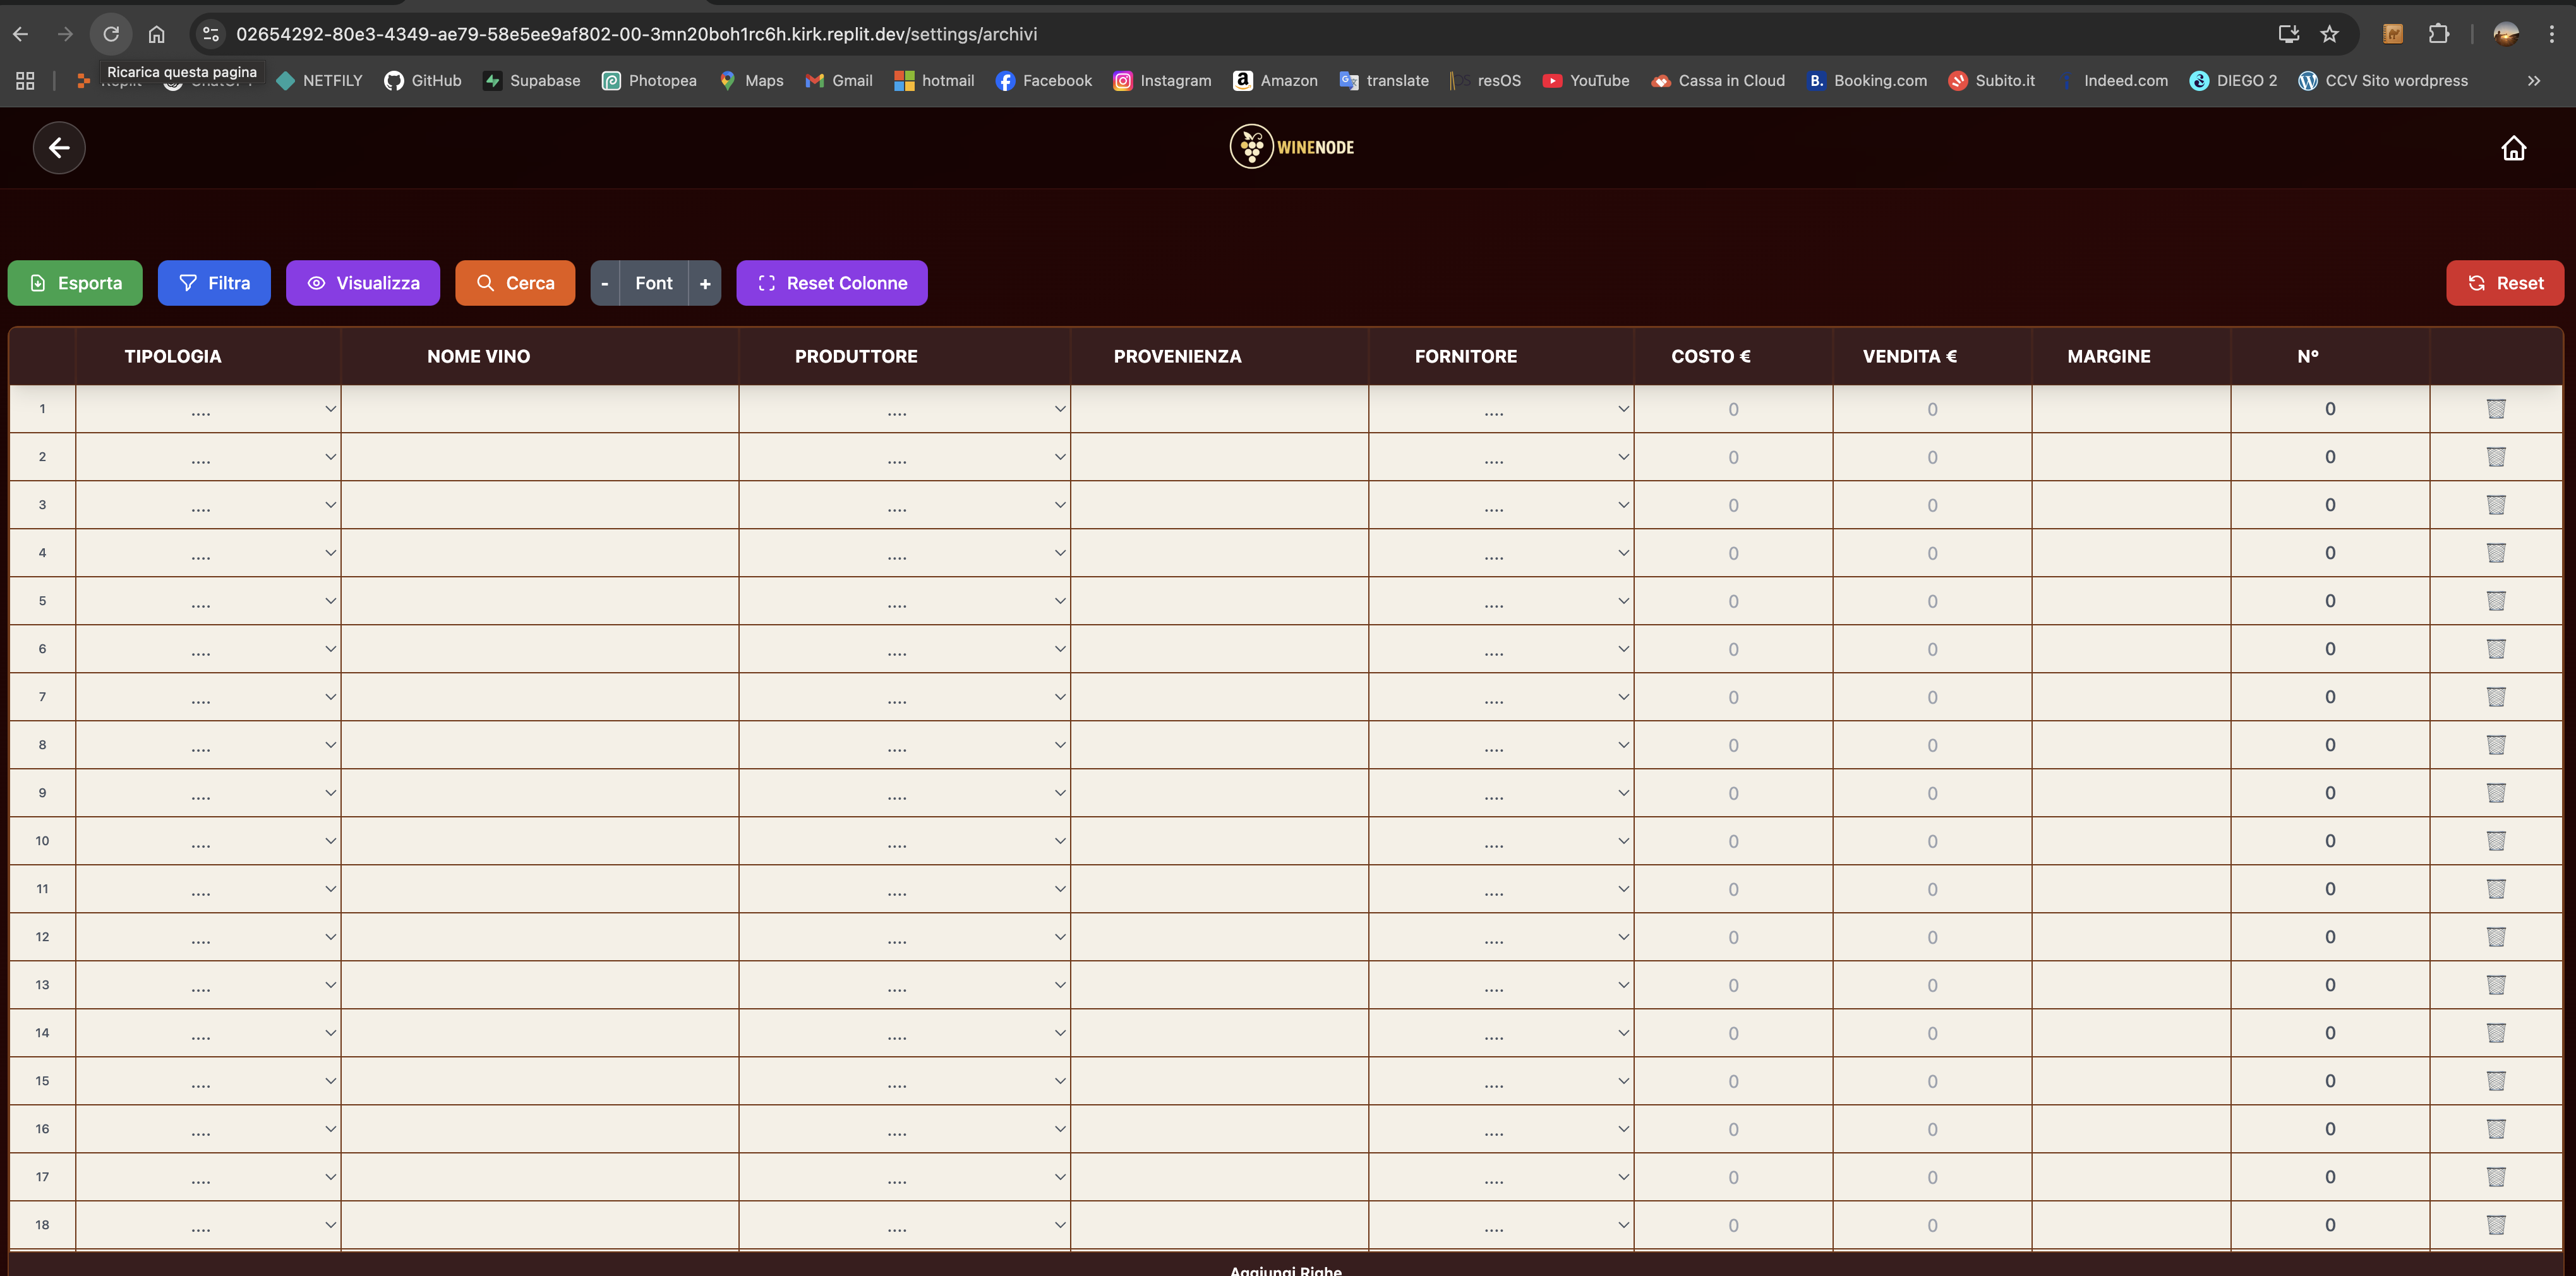 02654292-80e3-4349-ae79-58e5ee9af802-00-3mn20boh1rc6h.kirk.replit.dev/settings/archivi
Ricarica questa pagina
NETFILY GitHub Supabase Photopea Maps Gmail hotmail Facebook Instagram Amazon translate resOS YouTube Cassa in Cloud Booking.com Subito.it Indeed.com DIEGO 2 CCV Sito wordpress
WINENODE
Esporta Filtra Visualizza Cerca - Font + Reset Colonne Reset
TIPOLOGIA NOME VINO PRODUTTORE PROVENIENZA FORNITORE COSTO € VENDITA € MARGINE N°
1 .... .... .... 0 0 0
2 .... .... .... 0 0 0
3 .... .... .... 0 0 0
4 .... .... .... 0 0 0
5 .... .... .... 0 0 0
6 .... .... .... 0 0 0
7 .... .... .... 0 0 0
8 .... .... .... 0 0 0
9 .... .... .... 0 0 0
10 .... .... .... 0 0 0
11 .... .... .... 0 0 0
12 .... .... .... 0 0 0
13 .... .... .... 0 0 0
14 .... .... .... 0 0 0
15 .... .... .... 0 0 0
16 .... .... .... 0 0 0
17 .... .... .... 0 0 0
18 .... .... .... 0 0 0
Aggiungi Righe